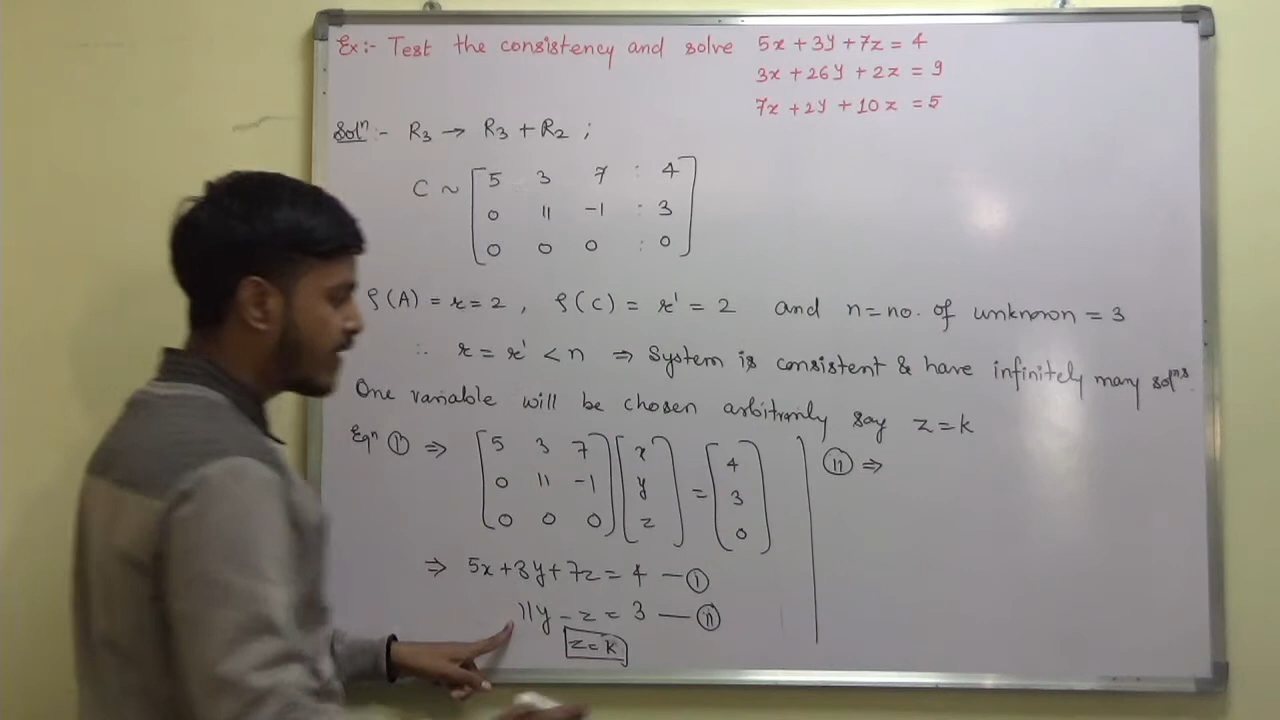 Ex:- Test the consistency and solve 5x + 3y + 7z = 4
3x + 26y + 2z = 9
7x + 2y + 10z = 5
Solⁿ:- R₃ → R₃ + R₂ ;
C ~ [ 5 3 7 : 4
0 11 -1 : 3
0 0 0 : 0 ]
ρ(A) = r = 2 , ρ(C) = r' = 2 and n = no. of unknown = 3
∴ r = r' < n ⇒ System is consistent & have infinitely many solⁿˢ.
One variable will be chosen arbitrarily say z = k
Eqⁿ ① ⇒ [ 5 3 7 ] [ x ] = [ 4 ]
[ 0 11 -1 ] [ y ] [ 3 ]
[ 0 0 0 ] [ z ] [ 0 ]
⇒ 5x + 3y + 7z = 4 — (i)
11y - z = 3 — (ii)
z = k
(ii) ⇒